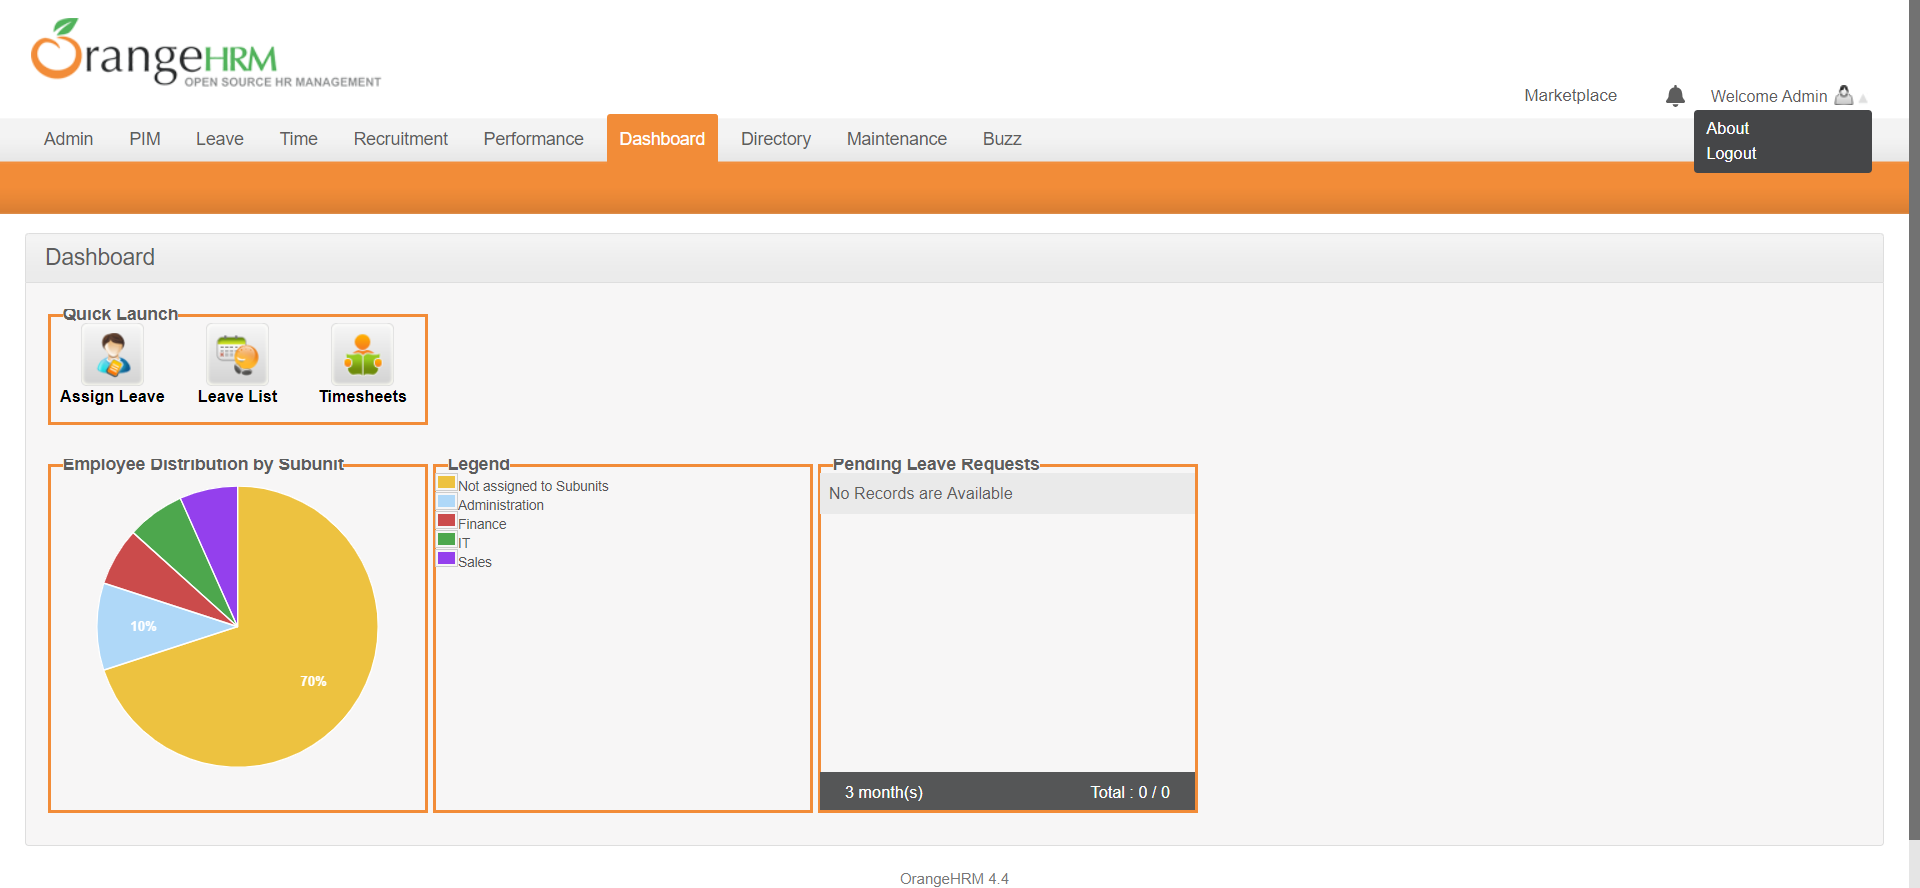 OrangeHRM
OPEN SOURCE HR MANAGEMENT
Marketplace
Welcome Admin
About
Logout
Admin PIM Leave Time Recruitment Performance Dashboard Directory Maintenance Buzz
Dashboard
Quick Launch
Assign Leave Leave List Timesheets
Employee Distribution by Subunit
10%
70%
Legend
Not assigned to Subunits
Administration
Finance
IT
Sales
Pending Leave Requests
No Records are Available
3 month(s) Total : 0 / 0
OrangeHRM 4.4